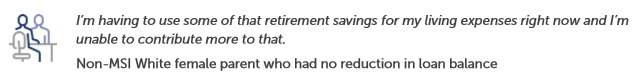 I'm having to use some of that retirement savings for my living expenses right now and I'm
unable to contribute more to that.
Non-MSI White female parent who had no reduction in loan balance